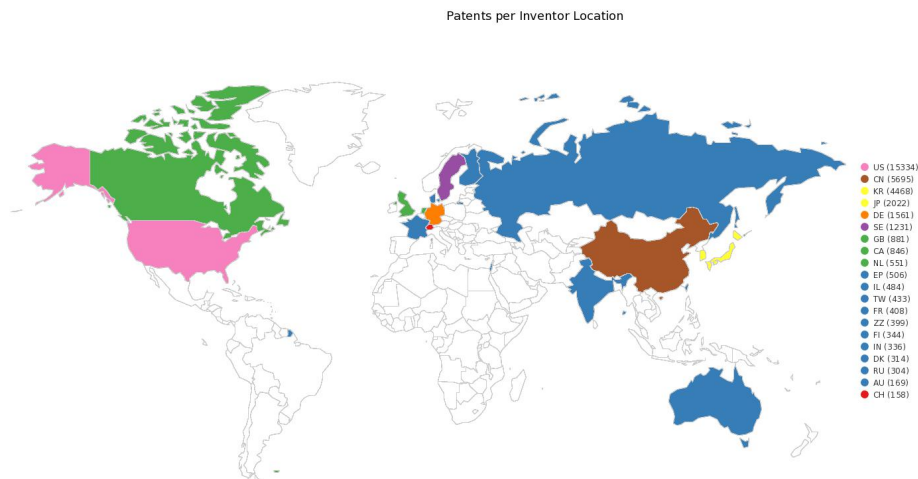 Patents per Inventor Location
US (15334)
CN (5695)
KR (4468)
JP (2022)
DE (1561)
SE (1231)
GB (881)
CA (846)
NL (551)
EP (506)
IL (484)
TW (433)
FR (408)
ZZ (399)
FI (344)
IN (336)
DK (314)
RU (304)
AU (169)
CH (158)